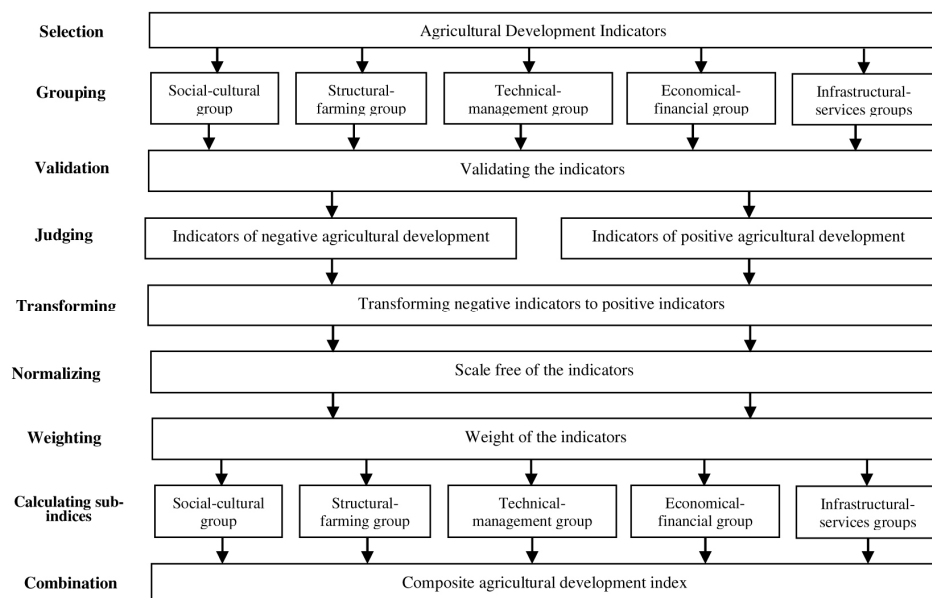 Selection
Agricultural Development Indicators
Grouping
Social-cultural
group
Structural-
farming group
Technical-
management group
Economical-
financial group
Infrastructural-
services groups
Validation
Validating the indicators
Judging
Indicators of negative agricultural development
Indicators of positive agricultural development
Transforming
Transforming negative indicators to positive indicators
Normalizing
Scale free of the indicators
Weighting
Weight of the indicators
Calculating sub-
indices
Social-cultural
group
Structural-
farming group
Technical-
management group
Economical-
financial group
Infrastructural-
services groups
Combination
Composite agricultural development index